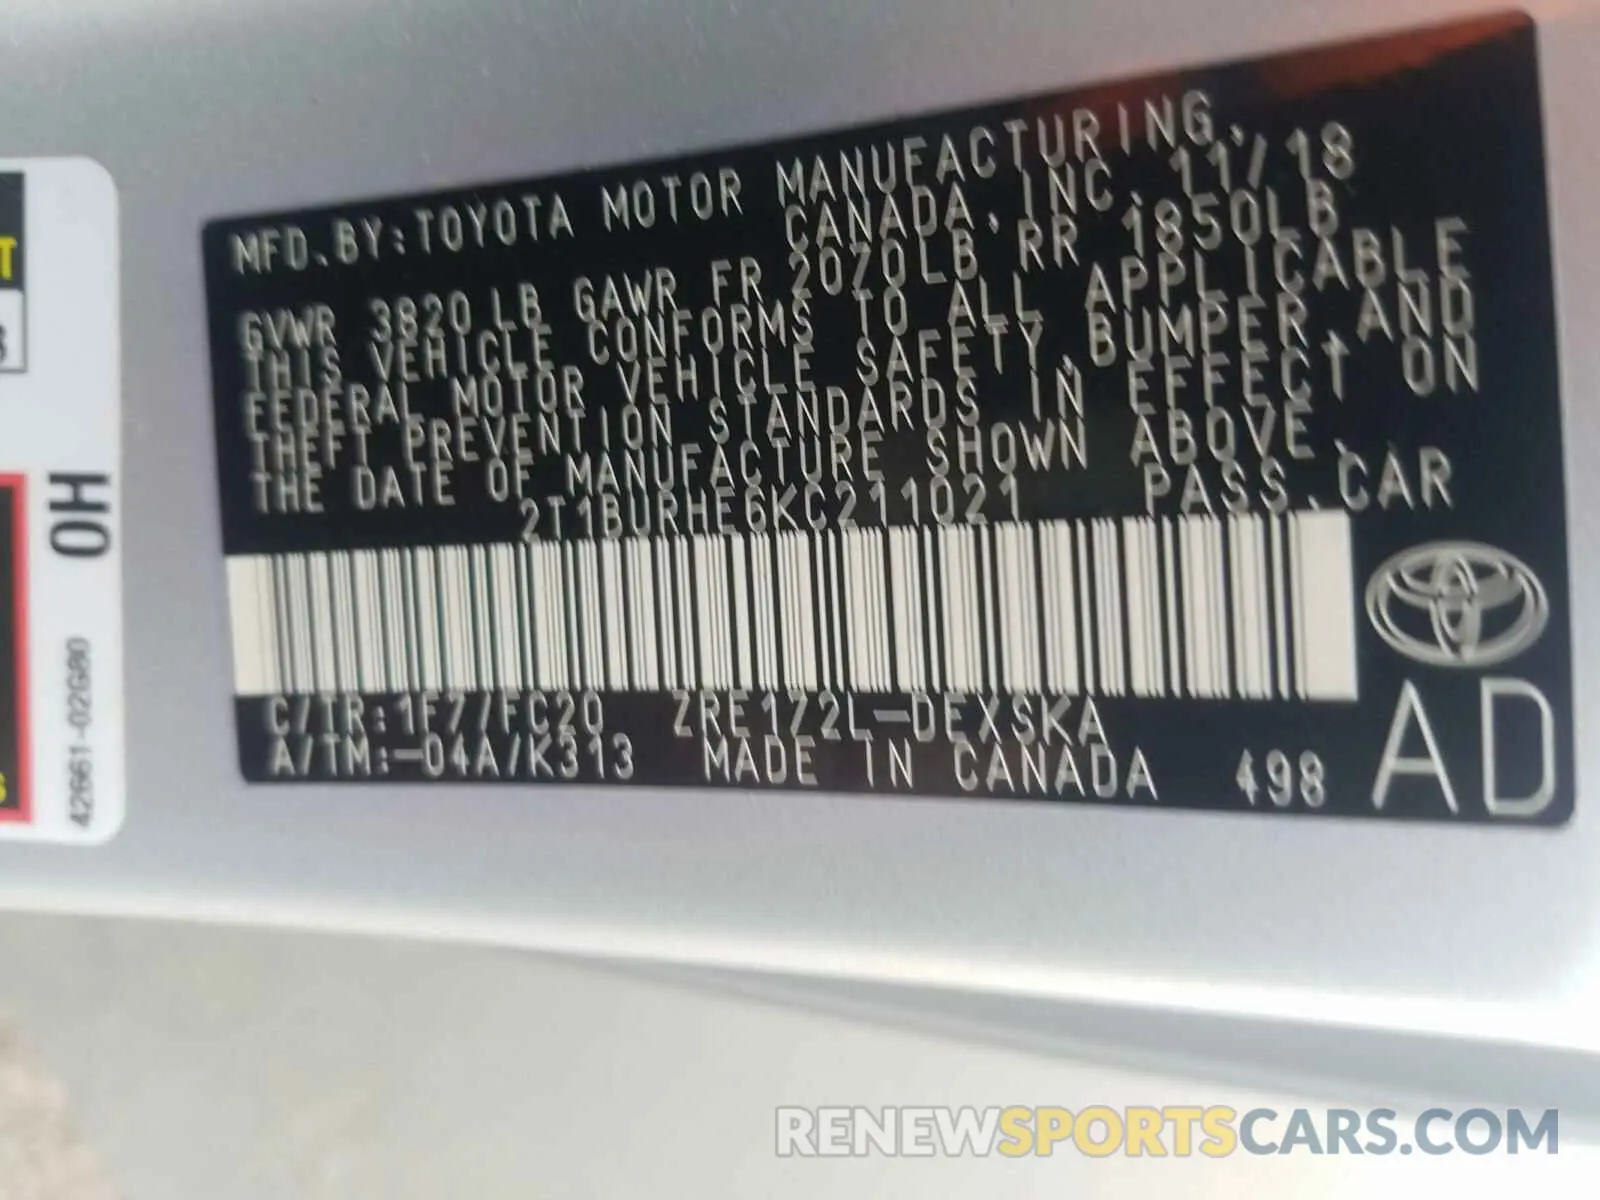 MFD.BY:TOYOTA MOTOR MANUFACTURING,
CANADA,INC. 11/18
GVWR 3820 LB GAWR FR 2070LB RR 1850LB
THIS VEHICLE CONFORMS TO ALL APPLICABLE
FEDERAL MOTOR VEHICLE SAFETY,BUMPER,AND
THEFT PREVENTION STANDARDS IN EFFECT ON
THE DATE OF MANUFACTURE SHOWN ABOVE.
2T1BURHE6KC211021 PASS.CAR
C/TR:1F7/FC20 ZRE172L-DEXSKA
A/TM:-04A/K313 MADE IN CANADA 498
AD
0H
42661-02G80
T
RENEWSPORTSCARS.COM